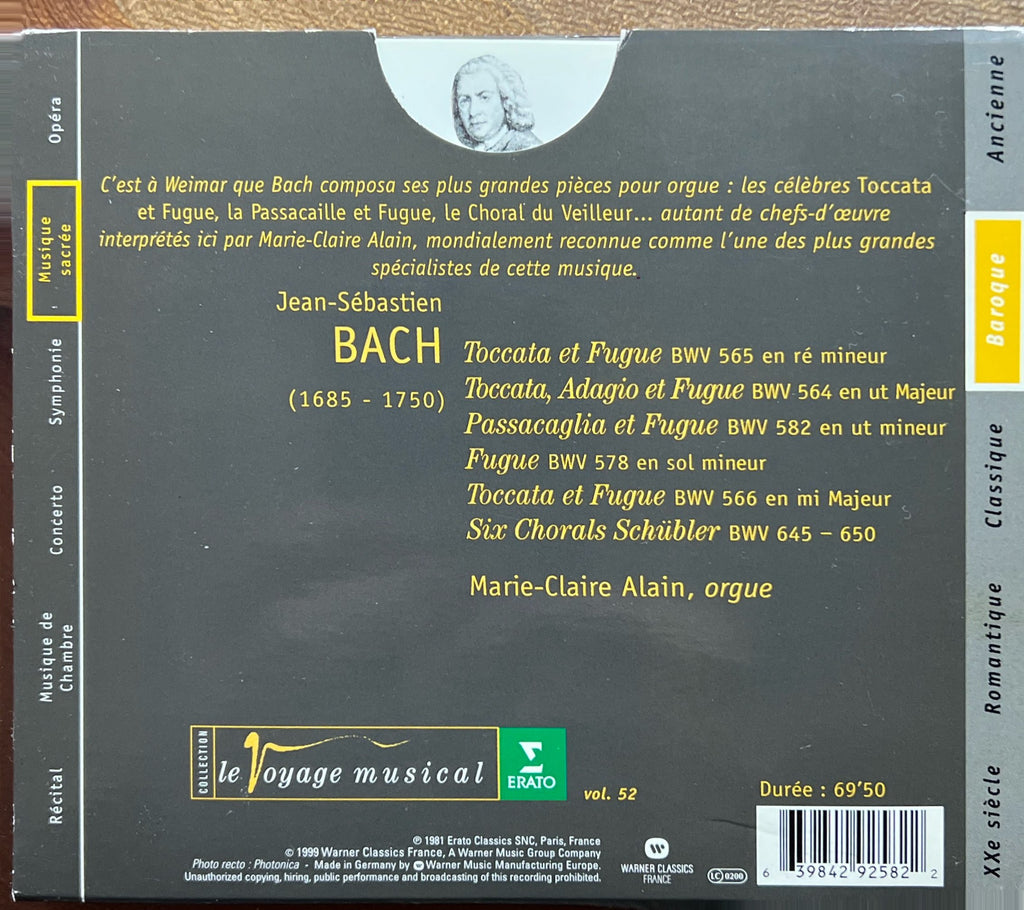 Opéra
Musique
sacrée
Symphonie
Concerto
Musique de
Chambre
Récital
C'est à Weimar que Bach composa ses plus grandes pièces pour orgue : les célèbres Toccata
et Fugue, la Passacaille et Fugue, le Choral du Veilleur... autant de chefs-d'œuvre
interprétés ici par Marie-Claire Alain, mondialement reconnue comme l'une des plus grandes
spécialistes de cette musique.
Jean-Sébastien
BACH
(1685 - 1750)
Toccata et Fugue BWV 565 en ré mineur
Toccata, Adagio et Fugue BWV 564 en ut Majeur
Passacaglia et Fugue BWV 582 en ut mineur
Fugue BWV 578 en sol mineur
Toccata et Fugue BWV 566 en mi Majeur
Six Chorals Schübler BWV 645 – 650
Marie-Claire Alain, orgue
COLLECTION
le Voyage musical
ERATO
vol. 52
Durée : 69'50
℗ 1981 Erato Classics SNC, Paris, France
© 1999 Warner Classics France, A Warner Music Group Company
Photo recto : Photonica - Made in Germany by Warner Music Manufacturing Europe.
Unauthorized copying, hiring, public performance and broadcasting of this recording prohibited.
WARNER CLASSICS
FRANCE
LC 0200
6 39842 92582 2
Ancienne
Baroque
Classique
Romantique
XXe siècle